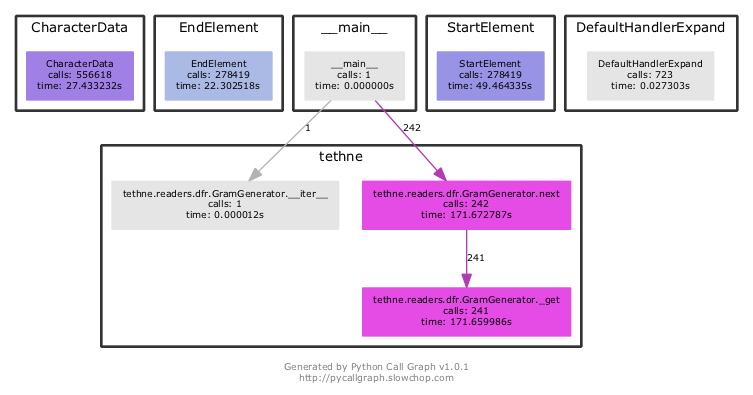 CharacterData
CharacterData
calls: 556618
time: 27.433232s
EndElement
EndElement
calls: 278419
time: 22.302518s
__main__
__main__
calls: 1
time: 0.000000s
StartElement
StartElement
calls: 278419
time: 49.464335s
DefaultHandlerExpand
DefaultHandlerExpand
calls: 723
time: 0.027303s
1
242
tethne
tethne.readers.dfr.GramGenerator.__iter__
calls: 1
time: 0.000012s
tethne.readers.dfr.GramGenerator.next
calls: 242
time: 171.672787s
241
tethne.readers.dfr.GramGenerator._get
calls: 241
time: 171.659986s
Generated by Python Call Graph v1.0.1
http://pycallgraph.slowchop.com